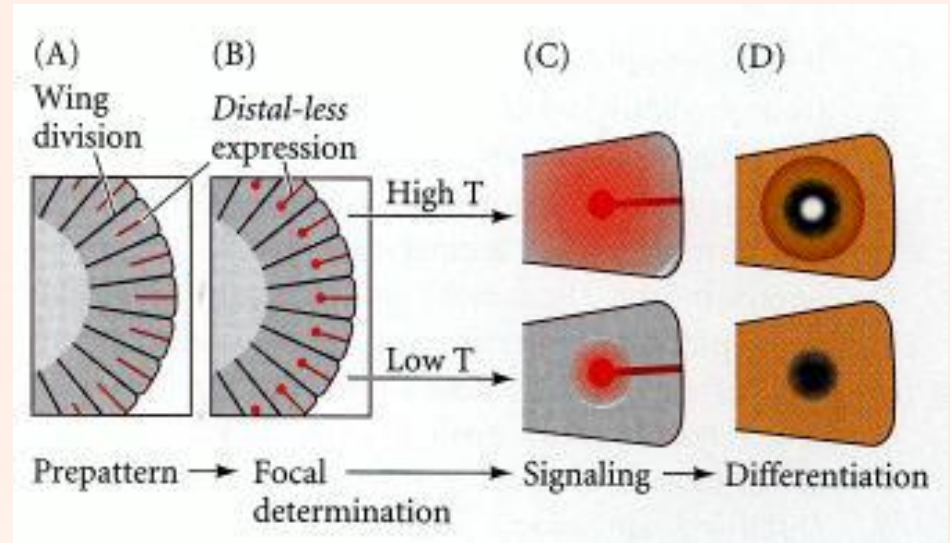 (A)
(B)
(C)
(D)
Wing
division
Distal-less
expression
High T
Low T
Prepattern
Focal
determination
Signaling
Differentiation